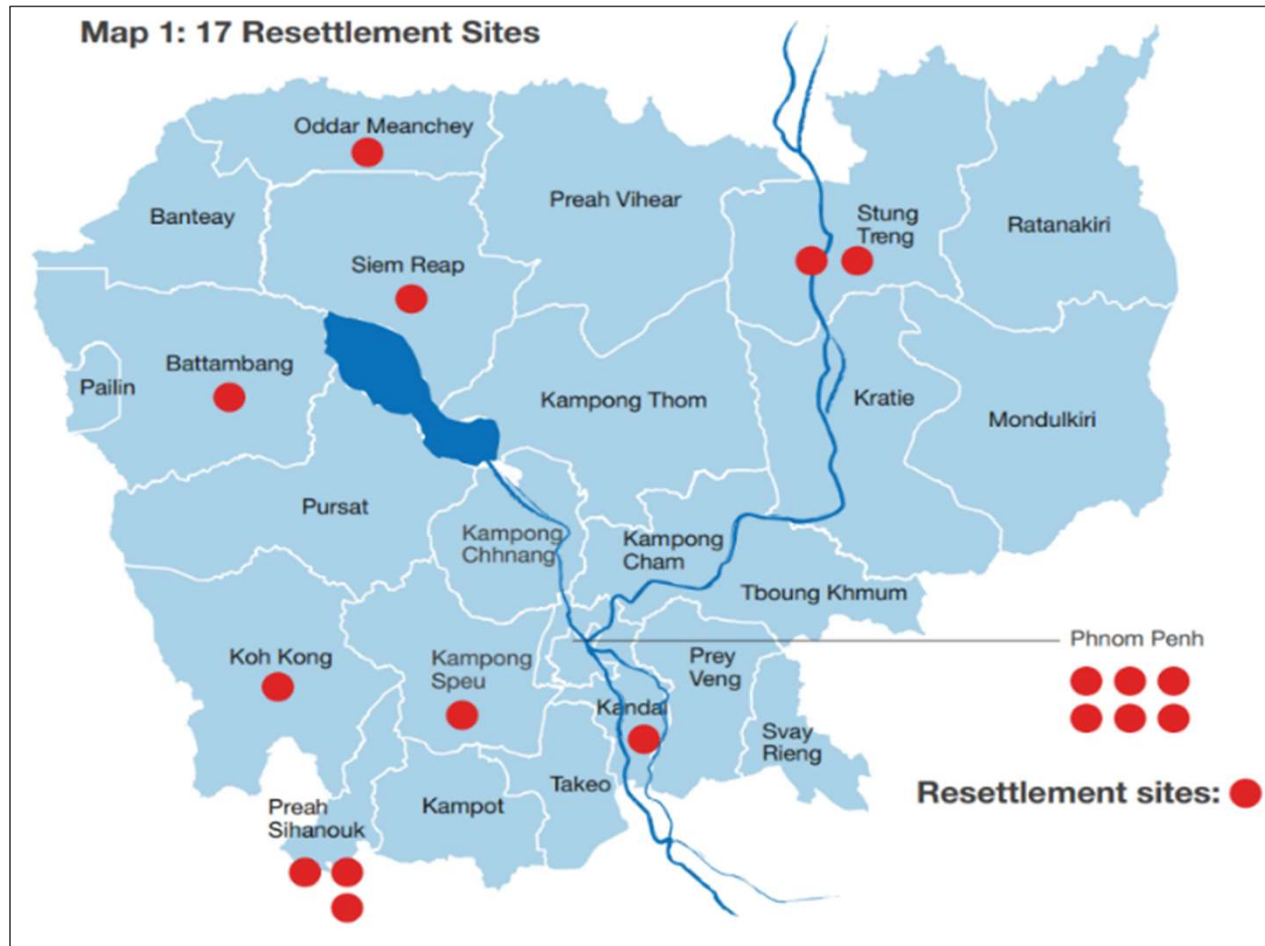 Map 1: 17 Resettlement Sites
Oddar Meanchey
Preah Vihear
Banteay
Stung
Treng
Ratanakiri
Siem Reap
Battambang
Pailin
Kampong Thom
Kratie
Mondulkiri
Pursat
Kampong
Chhnang
Kampong
Cham
Tboung Khmum
Phnom Penh
Koh Kong
Kampong
Speu
Prey
Veng
Kandal
Svay
Rieng
Takeo
Kampot
Preah
Sihanouk
Resettlement sites: